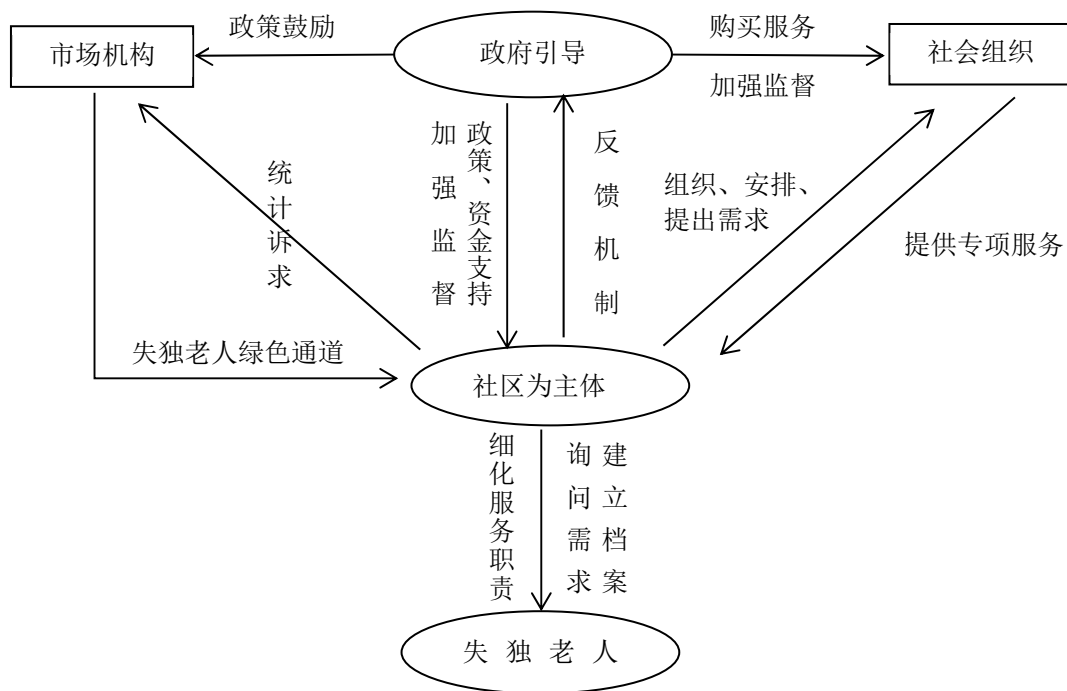 政策鼓励
购买服务
市场机构
政府引导
社会组织
加强监督
政策、资金支持
加强监督
反馈机制
统计诉求
组织、安排、
提出需求
提供专项服务
失独老人绿色通道
社区为主体
细化服务职责
询问需求
建立档案
失独老人